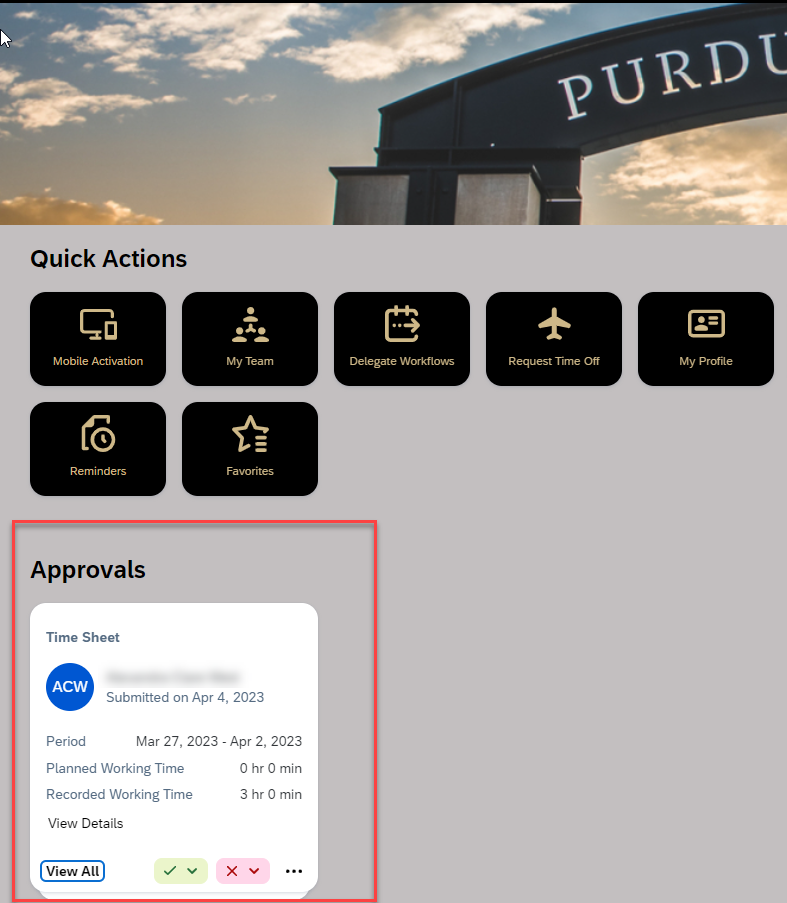 PURDU
Quick Actions
Mobile Activation
My Team
Delegate Workflows
Request Time Off
My Profile
Reminders
Favorites
Approvals
Time Sheet
ACW
Submitted on Apr 4, 2023
Period Mar 27, 2023 - Apr 2, 2023
Planned Working Time 0 hr 0 min
Recorded Working Time 3 hr 0 min
View Details
View All